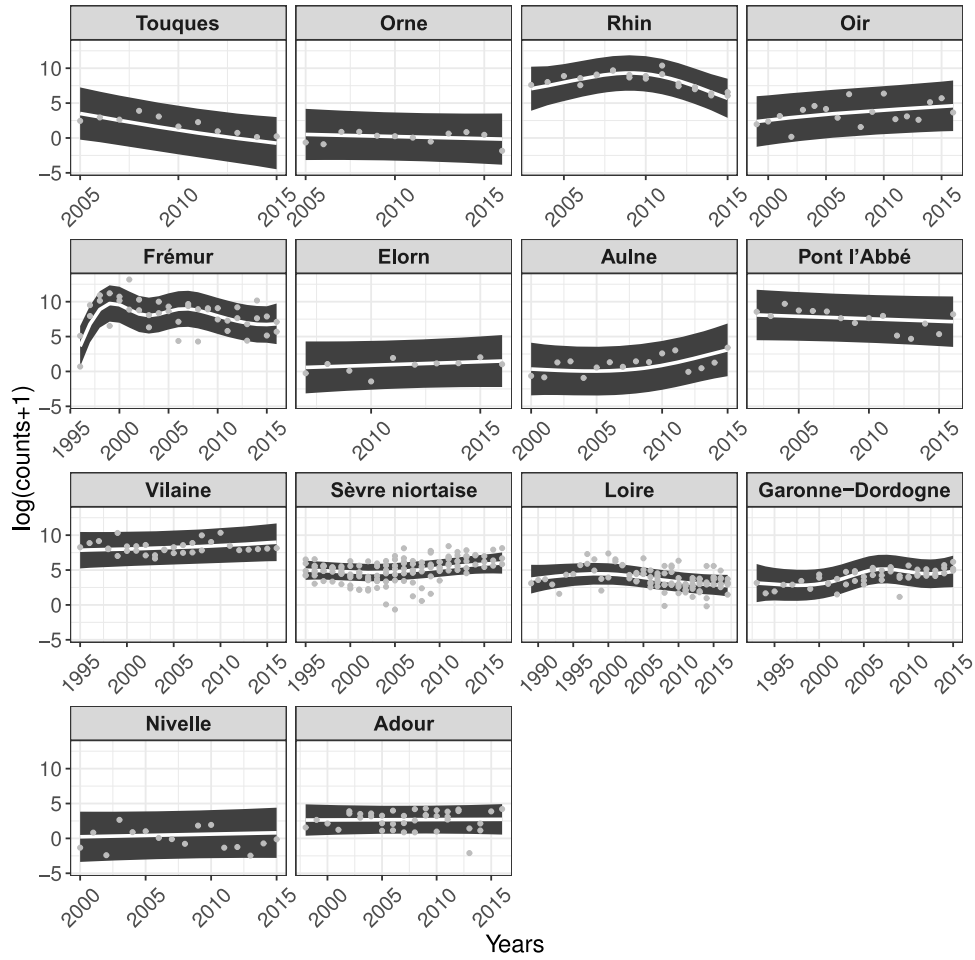 Touques Orne Rhin Oir
10
5
0
−5
2005 2010 2015 2005 2010 2015 2005 2010 2015 2000 2005 2010 2015
Frémur Elorn Aulne Pont l’Abbé
10
5
0
−5
1995 2000 2005 2010 2015 2010 2015 2000 2005 2010 2015 2005 2010 2015
log(counts+1)
Vilaine Sèvre niortaise Loire Garonne−Dordogne
10
5
0
−5
1995 2000 2005 2010 2015 1995 2000 2005 2010 2015 1990 1995 2000 2005 2010 2015 1995 2000 2005 2010 2015
Nivelle Adour
10
5
0
−5
2000 2005 2010 2015 2000 2005 2010 2015
Years